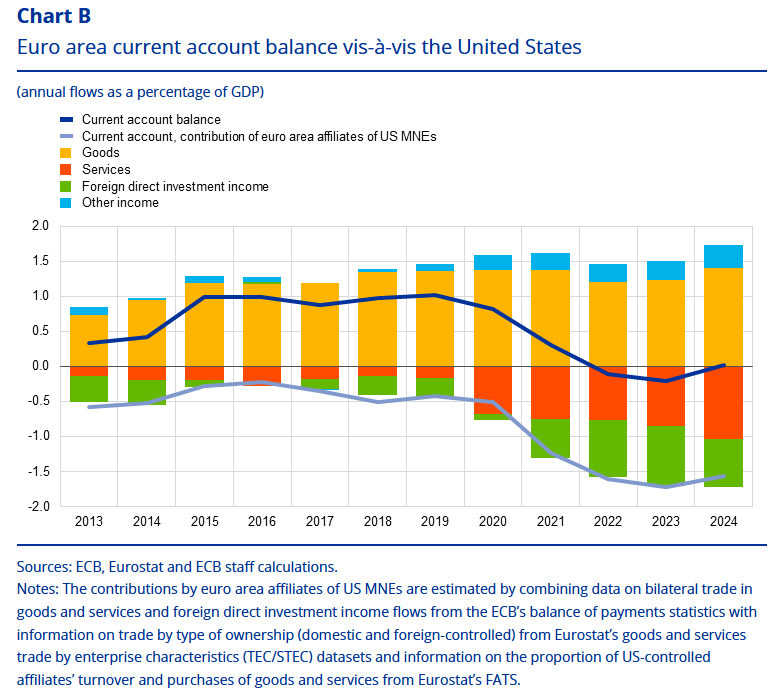 Chart B
Euro area current account balance vis-à-vis the United States
(annual flows as a percentage of GDP)
Current account balance
Current account, contribution of euro area affiliates of US MNEs
Goods
Services
Foreign direct investment income
Other income
2.0
1.5
1.0
0.5
0.0
-0.5
-1.0
-1.5
-2.0
2013 2014 2015 2016 2017 2018 2019 2020 2021 2022 2023 2024
Sources: ECB, Eurostat and ECB staff calculations.
Notes: The contributions by euro area affiliates of US MNEs are estimated by combining data on bilateral trade in
goods and services and foreign direct investment income flows from the ECB’s balance of payments statistics with
information on trade by type of ownership (domestic and foreign-controlled) from Eurostat’s goods and services
trade by enterprise characteristics (TEC/STEC) datasets and information on the proportion of US-controlled
affiliates’ turnover and purchases of goods and services from Eurostat’s FATS.